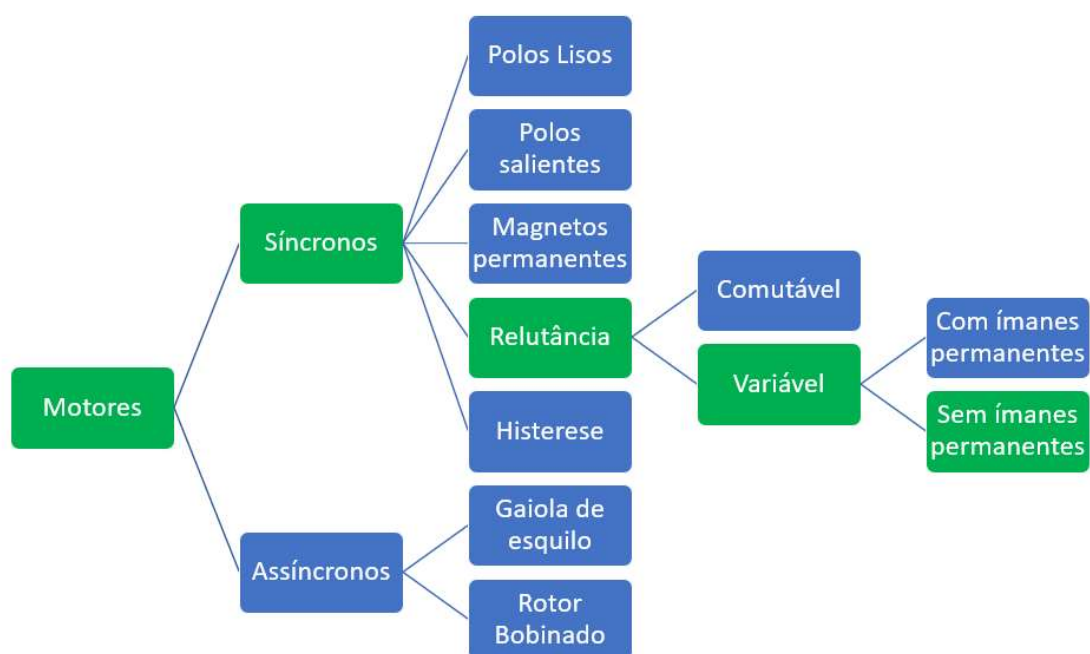 Polos Lisos
Polos
salientes
Síncronos
Magnetos
permanentes
Comutável
Relutância
Com ímanes
permanentes
Variável
Motores
Sem ímanes
permanentes
Histerese
Gaiola de
esquilo
Assíncronos
Rotor
Bobinado